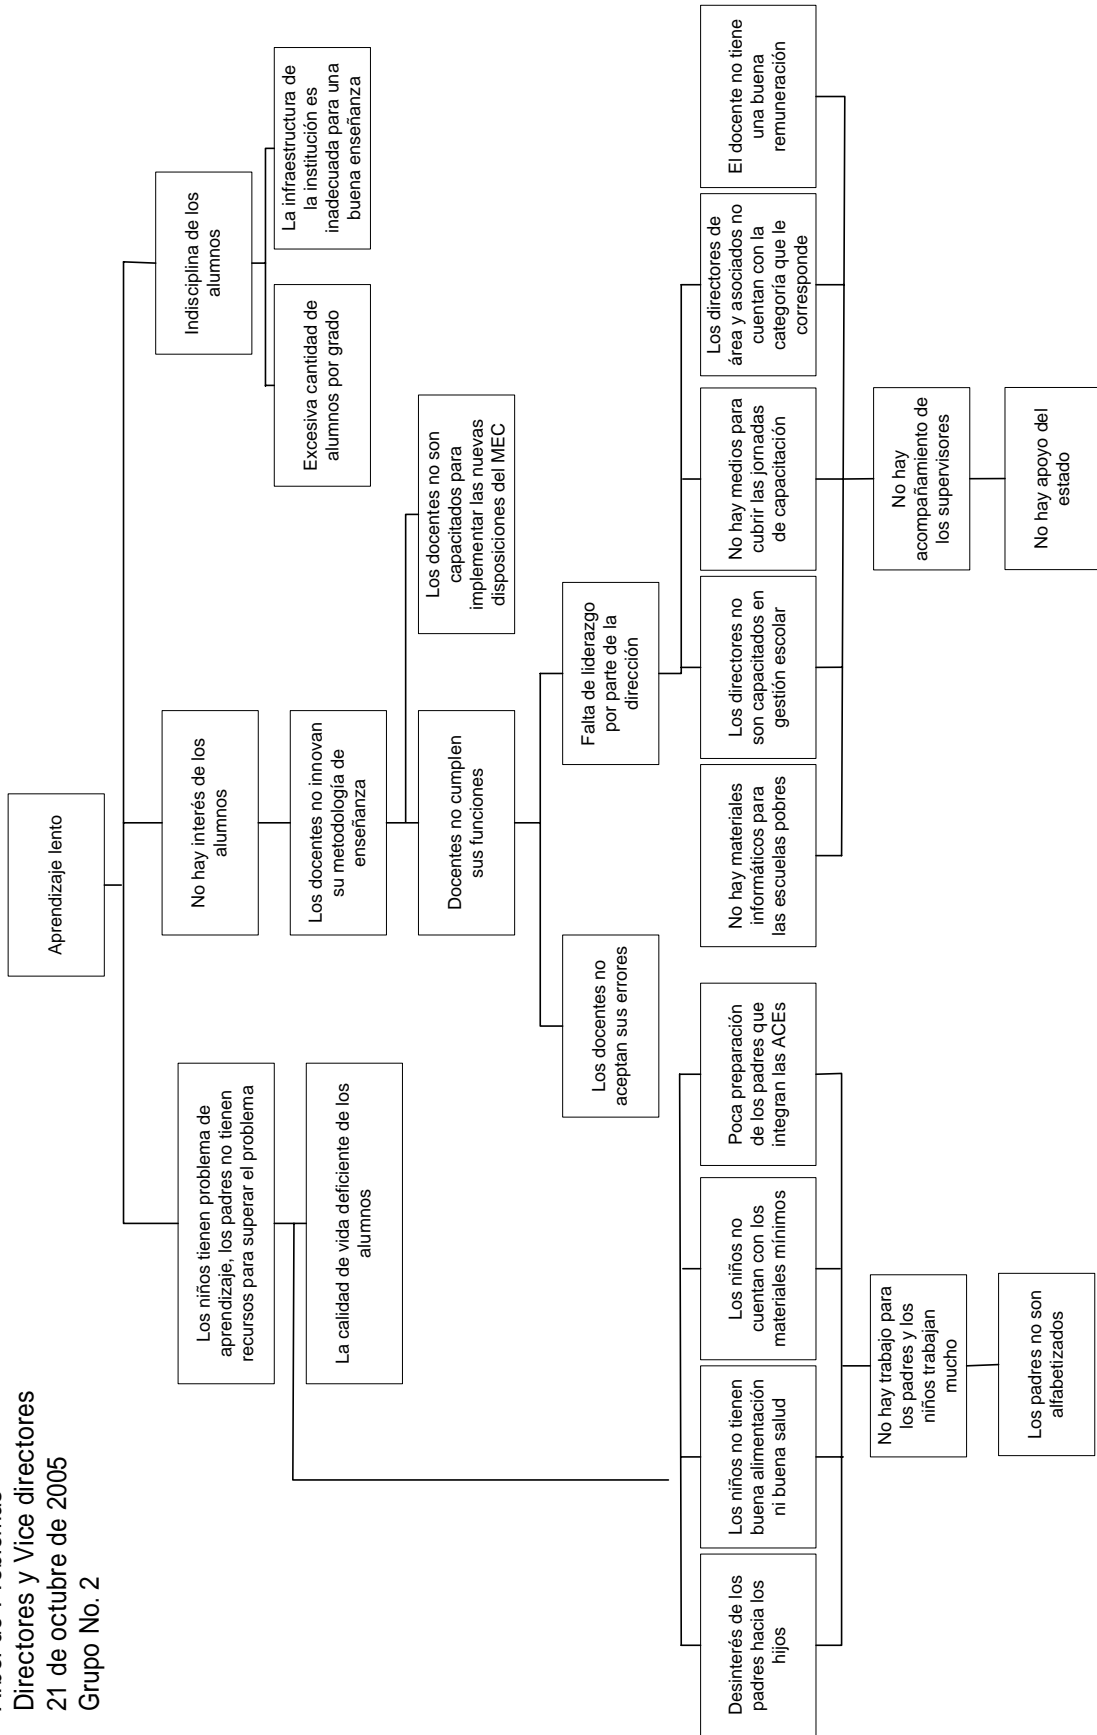 Directores y Vice directores
21 de octubre de 2005
Grupo No. 2
Aprendizaje lento
Los niños tienen problema de
aprendizaje, los padres no tienen
recursos para superar el problema
No hay interés de los
alumnos
Indisciplina de los
alumnos
La calidad de vida deficiente de los
alumnos
Los docentes no innovan
su metodología de
enseñanza
Excesiva cantidad de
alumnos por grado
La infraestructura de
la institución es
inadecuada para una
buena enseñanza
Docentes no cumplen
sus funciones
Los docentes no son
capacitados para
implementar las nuevas
disposiciones del MEC
Los docentes no
aceptan sus errores
Falta de liderazgo
por parte de la
dirección
Desinterés de los
padres hacia los
hijos
Los niños no tienen
buena alimentación
ni buena salud
Los niños no
cuentan con los
materiales mínimos
Poca preparación
de los padres que
integran las ACEs
No hay materiales
informáticos para
las escuelas pobres
Los directores no
son capacitados en
gestión escolar
No hay medios para
cubrir las jornadas
de capacitación
Los directores de
área y asociados no
cuentan con la
categoría que le
corresponde
El docente no tiene
una buena
remuneración
No hay trabajo para
los padres y los
niños trabajan
mucho
No hay
acompañamiento de
los supervisores
Los padres no son
alfabetizados
No hay apoyo del
estado